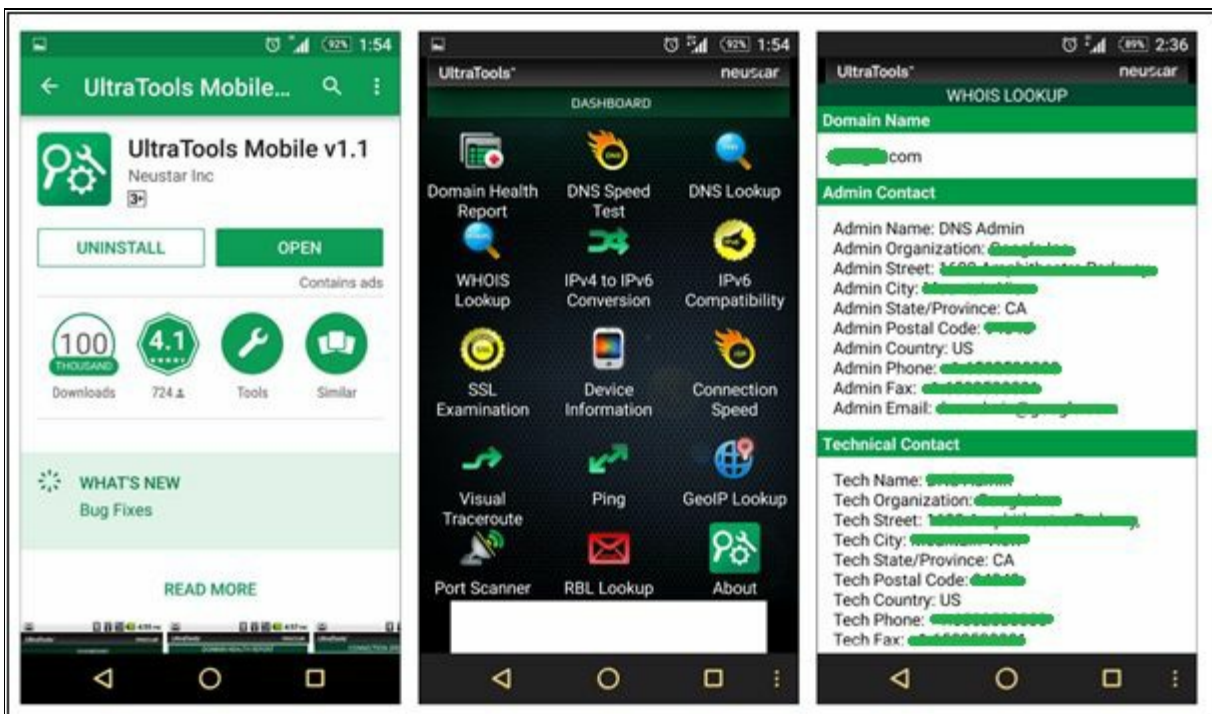 92% 1:54
UltraTools Mobile...
UltraTools Mobile v1.1
Neustar Inc
3+
UNINSTALL
OPEN
Contains ads
100
THOUSAND
4.1
Downloads
724
Tools
Similar
WHAT'S NEW
Bug Fixes
READ MORE
92% 1:54
UltraTools
neustar
DASHBOARD
Domain Health
Report
DNS Speed
Test
DNS Lookup
WHOIS
Lookup
IPv4 to IPv6
Conversion
IPv6
Compatibility
SSL
Examination
Device
Information
Connection
Speed
Visual
Traceroute
Ping
GeoIP Lookup
Port Scanner
RBL Lookup
About
89% 2:36
UltraTools
neustar
WHOIS LOOKUP
Domain Name
com
Admin Contact
Admin Name: DNS Admin
Admin Organization:
Admin Street:
Admin City:
Admin State/Province: CA
Admin Postal Code:
Admin Country: US
Admin Phone:
Admin Fax:
Admin Email:
Technical Contact
Tech Name:
Tech Organization:
Tech Street:
Tech City:
Tech State/Province: CA
Tech Postal Code:
Tech Country: US
Tech Phone:
Tech Fax: